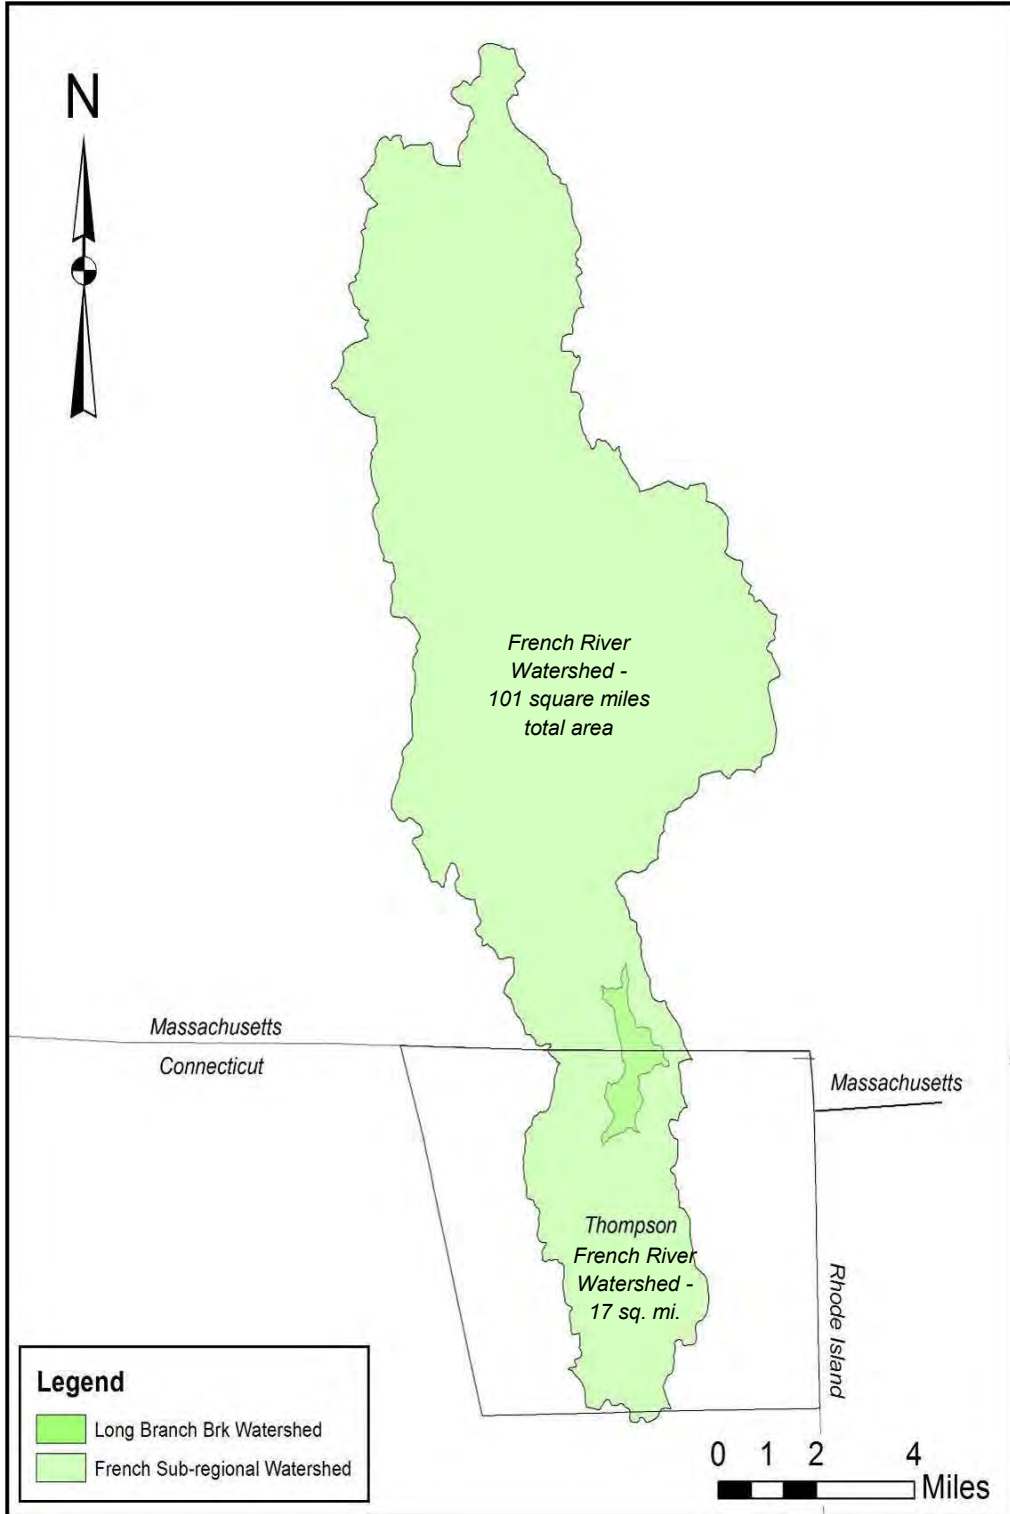 N
French River
Watershed -
101 square miles
total area
Massachusetts
Connecticut
Massachusetts
Thompson
French River
Watershed -
17 sq. mi.
Rhode Island
Legend
Long Branch Brk Watershed
French Sub-regional Watershed
0 1 2 4
Miles